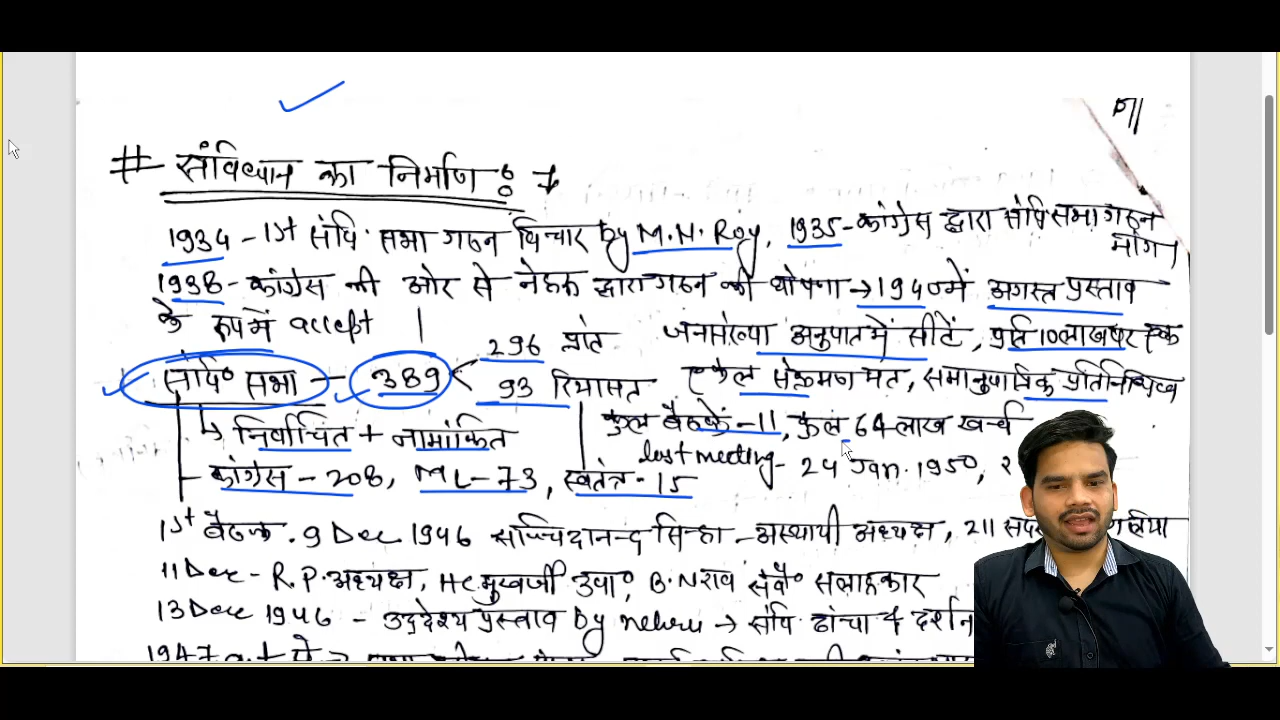 # संविधान का निर्माण :→
1934 - 1st संवि. सभा गठन विचार by M.N. Roy, 1935 - कांग्रेस द्वारा संवि. सभा गठन मांग।
1938 - कांग्रेस की ओर से नेहरू द्वारा गठन की घोषणा → 1940 में अगस्त प्रस्ताव
के रूप में accept
संवि० सभा - 389
296 प्रांत
93 रियासत
जनसंख्या अनुपात में सीटें, प्रति 10 लाख पर एक
एकल संक्रमण मत, समानुपातिक प्रतिनिधित्व
↳ निर्वाचित + नामांकित
कुल बैठकें - 11, कुल 64 लाख खर्च
last meeting - 24 Jan. 1950,
कांग्रेस - 208, ML - 73, स्वतंत्र - 15
1st बैठक. 9 Dec 1946 सच्चिदानन्द सिन्हा - अस्थायी अध्यक्ष, 211
11 Dec - R.P. अध्यक्ष, HC मुखर्जी उपा०, B.N राव संवै० सलाहकार
13 Dec 1946 - उद्देश्य प्रस्ताव by nehru → संवि. ढांचा व दर्शन